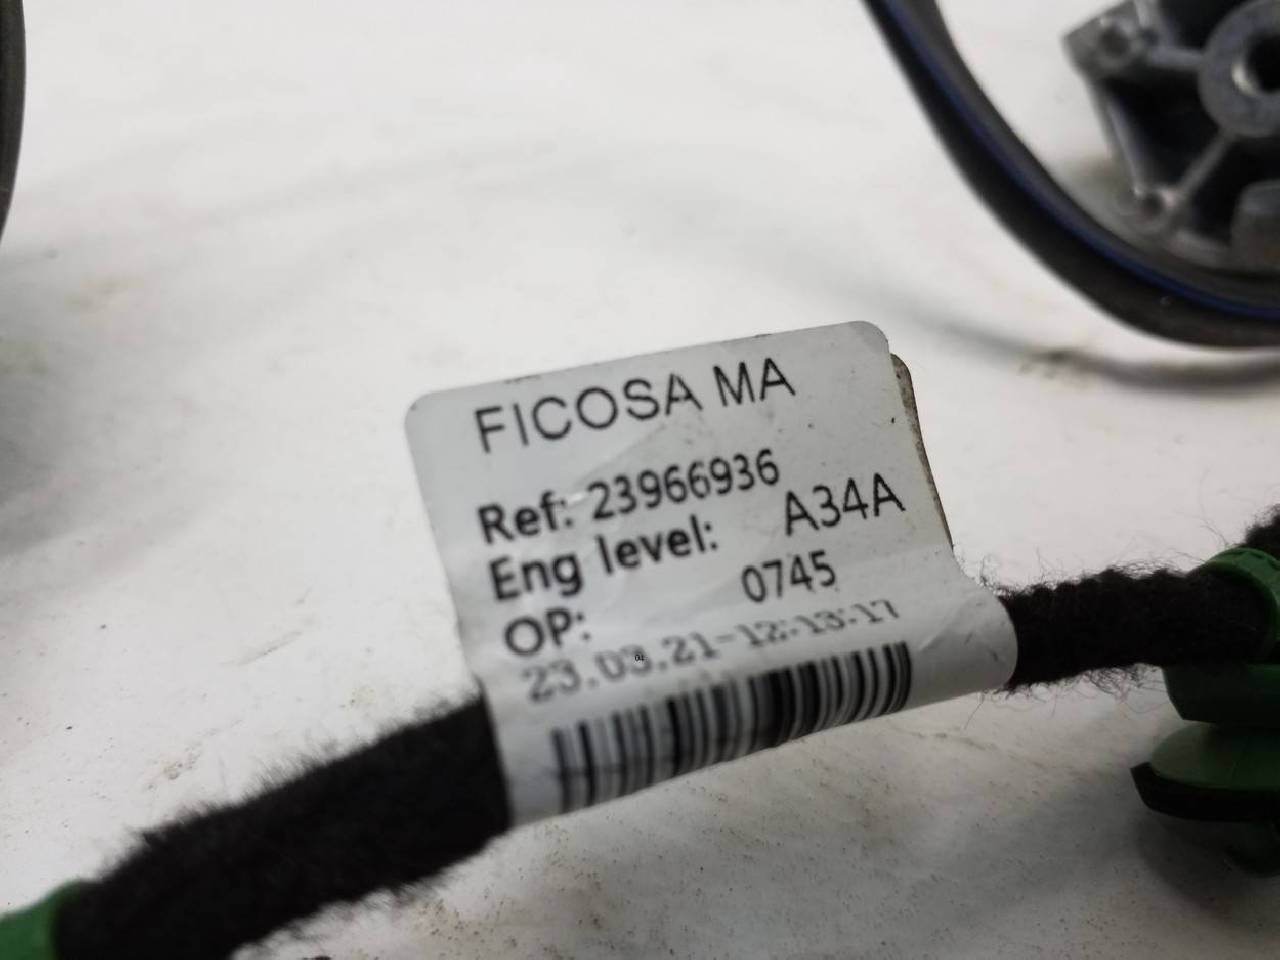 FICOSA MA
Ref: 23966936
Eng level: A34A
OP: 0745
23.03.21-12:13:17